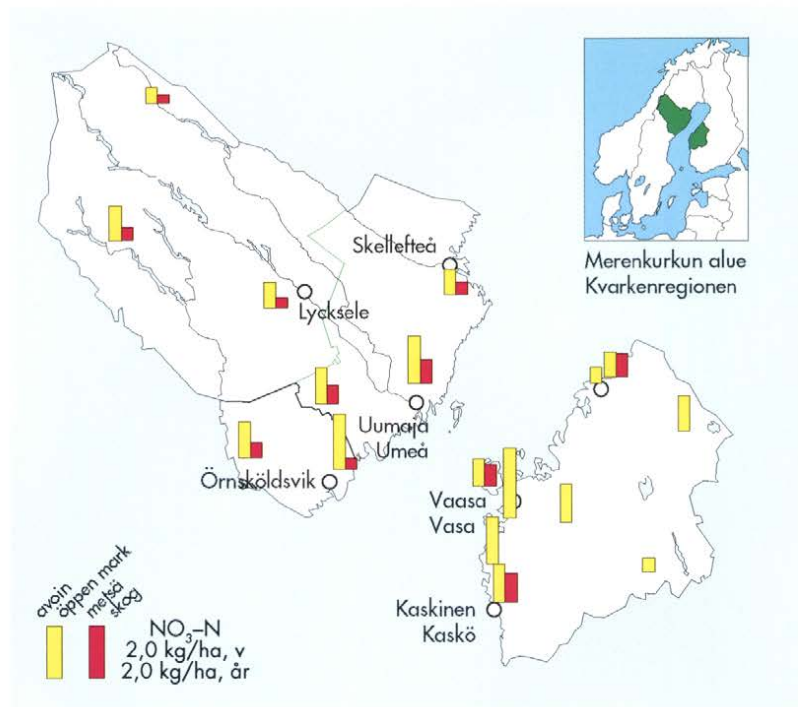 Merenkurkun alue
Kvarkenregionen
Skellefteå
Lycksele
Uumaja
Umeå
Örnsköldsvik
Vaasa
Vasa
Kaskinen
Kaskö
avoin
öppen mark
metsä
skog
NO₃–N
2,0 kg/ha, v
2,0 kg/ha, år